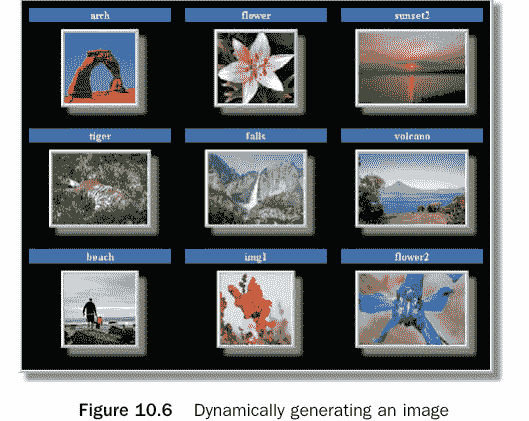 arch flower sunset2
tiger falls volcano
beach img1 flower2
Figure 10.6 Dynamically generating an image